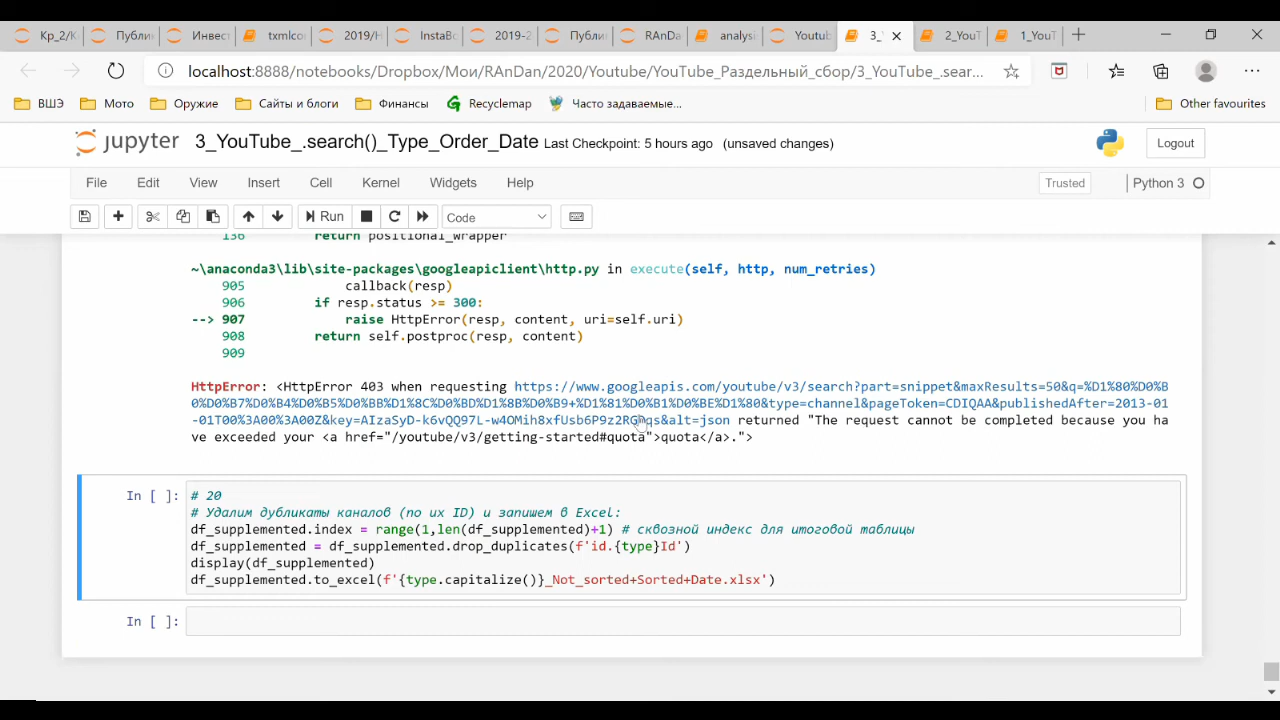 Кр_2/К
Публик
Инвест
txmlcon
2019/Н
InstaBo
2019-2
Публик
RAnDa
analysi
Youtub
3_
2_YouT
1_YouT
localhost:8888/notebooks/Dropbox/Мои/RAnDan/2020/Youtube/YouTube_Раздельный_сбор/3_YouTube_.sear...
ВШЭ
Мото
Оружие
Сайты и блоги
Финансы
Recyclemap
Часто задаваемые...
Other favourites
jupyter 3_YouTube_.search()_Type_Order_Date Last Checkpoint: 5 hours ago (unsaved changes)
Logout
File Edit View Insert Cell Kernel Widgets Help
Trusted
Python 3
Run
Code
136 return positional_wrapper
~\anaconda3\lib\site-packages\googleapiclient\http.py in execute(self, http, num_retries)
905 callback(resp)
906 if resp.status >= 300:
--> 907 raise HttpError(resp, content, uri=self.uri)
908 return self.postproc(resp, content)
909
HttpError: <HttpError 403 when requesting https://www.googleapis.com/youtube/v3/search?part=snippet&maxResults=50&q=%D1%80%D0%B
0%D0%B7%D0%B4%D0%B5%D0%BB%D1%8C%D0%BD%D1%8B%D0%B9+%D1%81%D0%B1%D0%BE%D1%80&type=channel&pageToken=CDIQAA&publishedAfter=2013-01
-01T00%3A00%3A00Z&key= returned "The request cannot be completed because you ha
ve exceeded your <a href="/youtube/v3/getting-started#quota">quota</a>.">
In [ ]:
# 20
# Удалим дубликаты каналов (по их ID) и запишем в Excel:
df_supplemented.index = range(1,len(df_supplemented)+1) # сквозной индекс для итоговой таблицы
df_supplemented = df_supplemented.drop_duplicates(f'id.{type}Id')
display(df_supplemented)
df_supplemented.to_excel(f'{type.capitalize()}_Not_sorted+Sorted+Date.xlsx')
In [ ]: